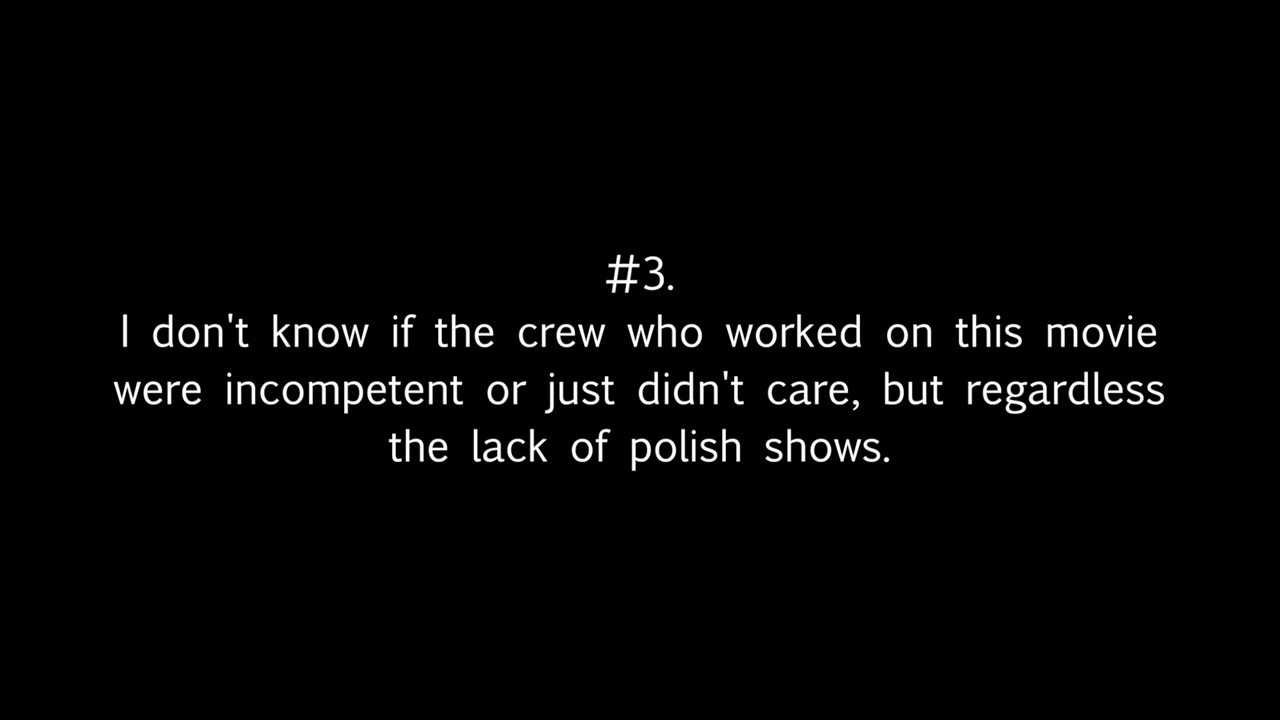 #3.
I don't know if the crew who worked on this movie
were incompetent or just didn't care, but regardless
the lack of polish shows.